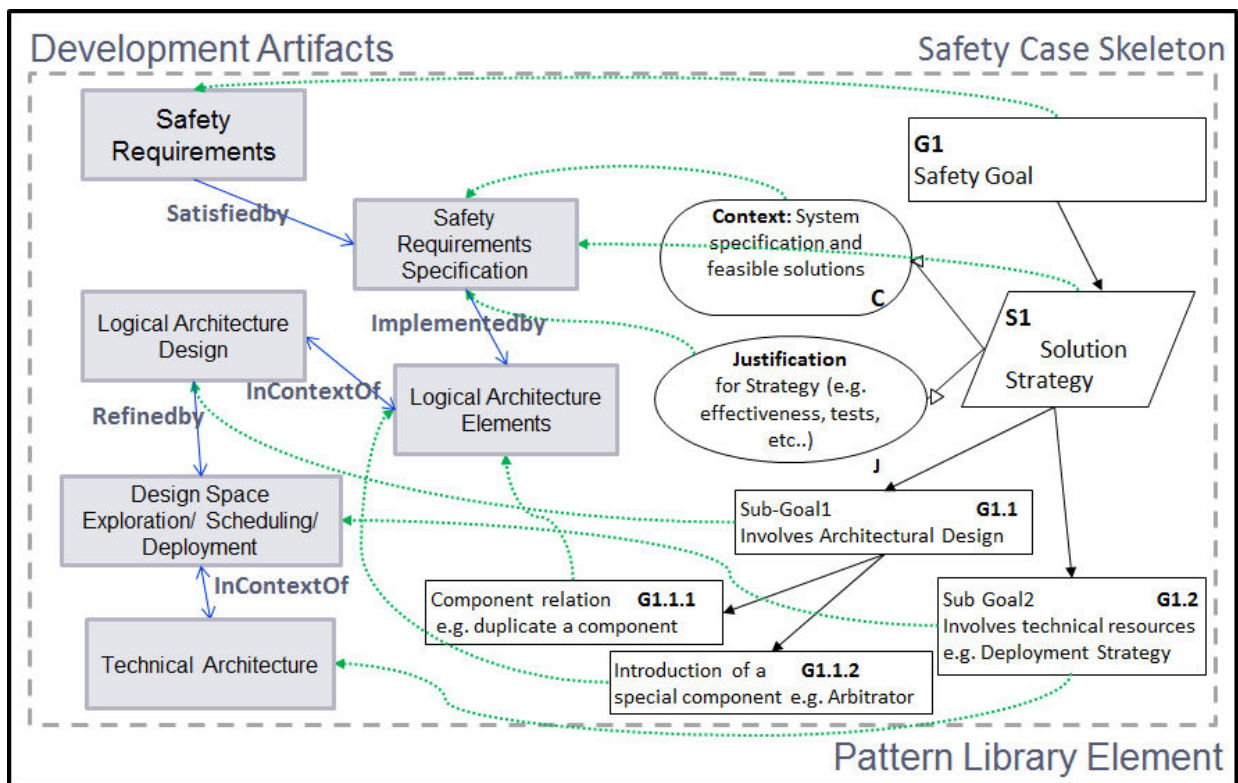 Development Artifacts
Safety Case Skeleton
Safety
Requirements
G1
Safety Goal
Satisfiedby
Safety
Requirements
Specification
Context: System
specification and
feasible solutions
C
S1
Solution
Strategy
Logical Architecture
Design
Implementedby
InContextOf
Justification
for Strategy (e.g.
effectiveness, tests,
etc..)
J
Refinedby
Logical Architecture
Elements
Design Space
Exploration/ Scheduling/
Deployment
Sub-Goal1 G1.1
Involves Architectural Design
InContextOf
Component relation G1.1.1
e.g. duplicate a component
Sub Goal2 G1.2
Involves technical resources
e.g. Deployment Strategy
Technical Architecture
Introduction of a G1.1.2
special component e.g. Arbitrator
Pattern Library Element